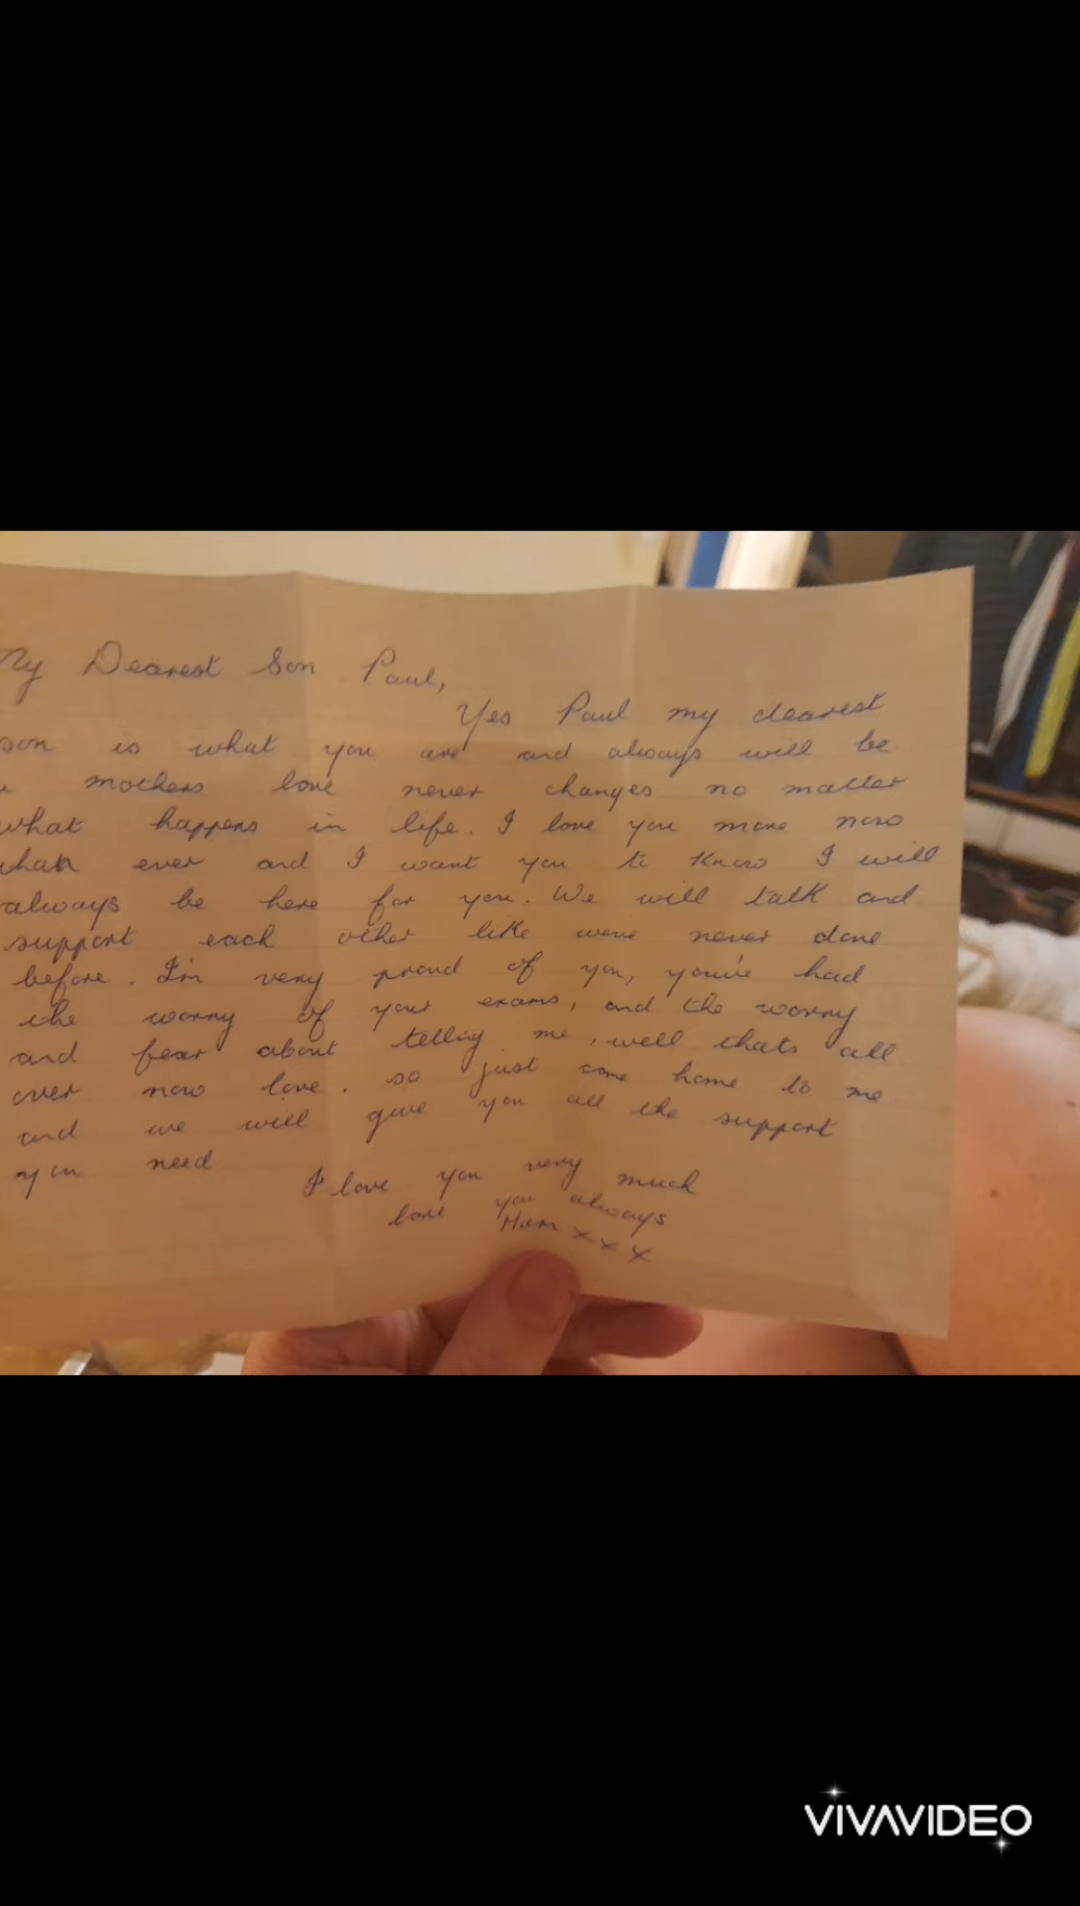 My Dearest Son Paul,
Yes Paul my dearest
son is what you are and always will be
mothers love never changes no matter
what happens in life. I love you more now
than ever and I want you to know I will
always be here for you. We will talk and
support each other like weve never done
before. I'm very proud of you, you've had
the worry of your exams, and the worry
and fear about telling me, well thats all
over now love. so just come home to me
and we will give you all the support
you need
I love you very much
love you always
Mum x x x
VIVAVIDEO